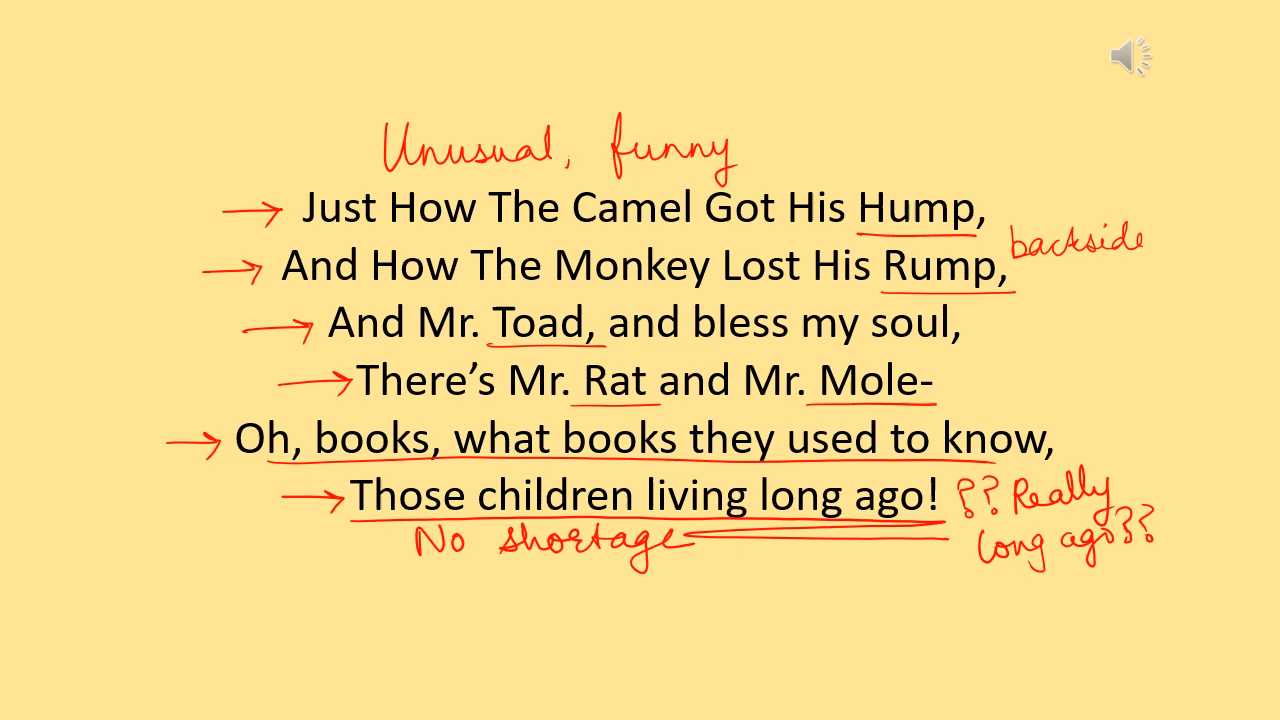 Unusual, funny
Just How The Camel Got His Hump,
backside
And How The Monkey Lost His Rump,
And Mr. Toad, and bless my soul,
There’s Mr. Rat and Mr. Mole-
Oh, books, what books they used to know,
Those children living long ago! ?? Really
No shortage long ago??